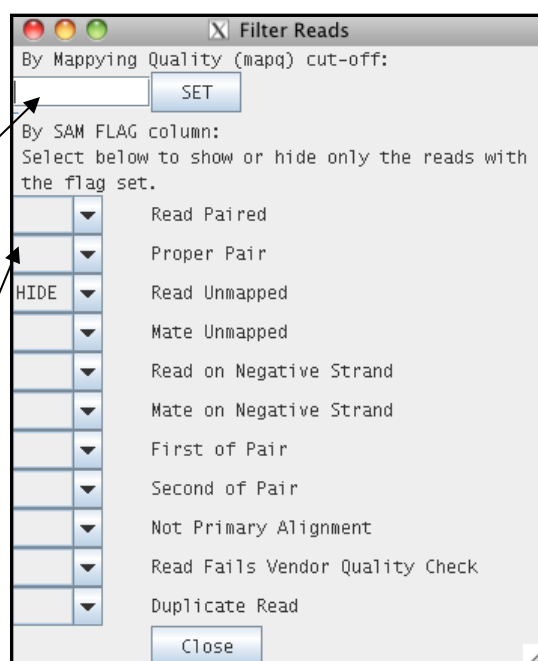 X Filter Reads
By Mappying Quality (mapq) cut-off:
SET
By SAM FLAG column:
Select below to show or hide only the reads with
the flag set.
Read Paired
Proper Pair
HIDE Read Unmapped
Mate Unmapped
Read on Negative Strand
Mate on Negative Strand
First of Pair
Second of Pair
Not Primary Alignment
Read Fails Vendor Quality Check
Duplicate Read
Close